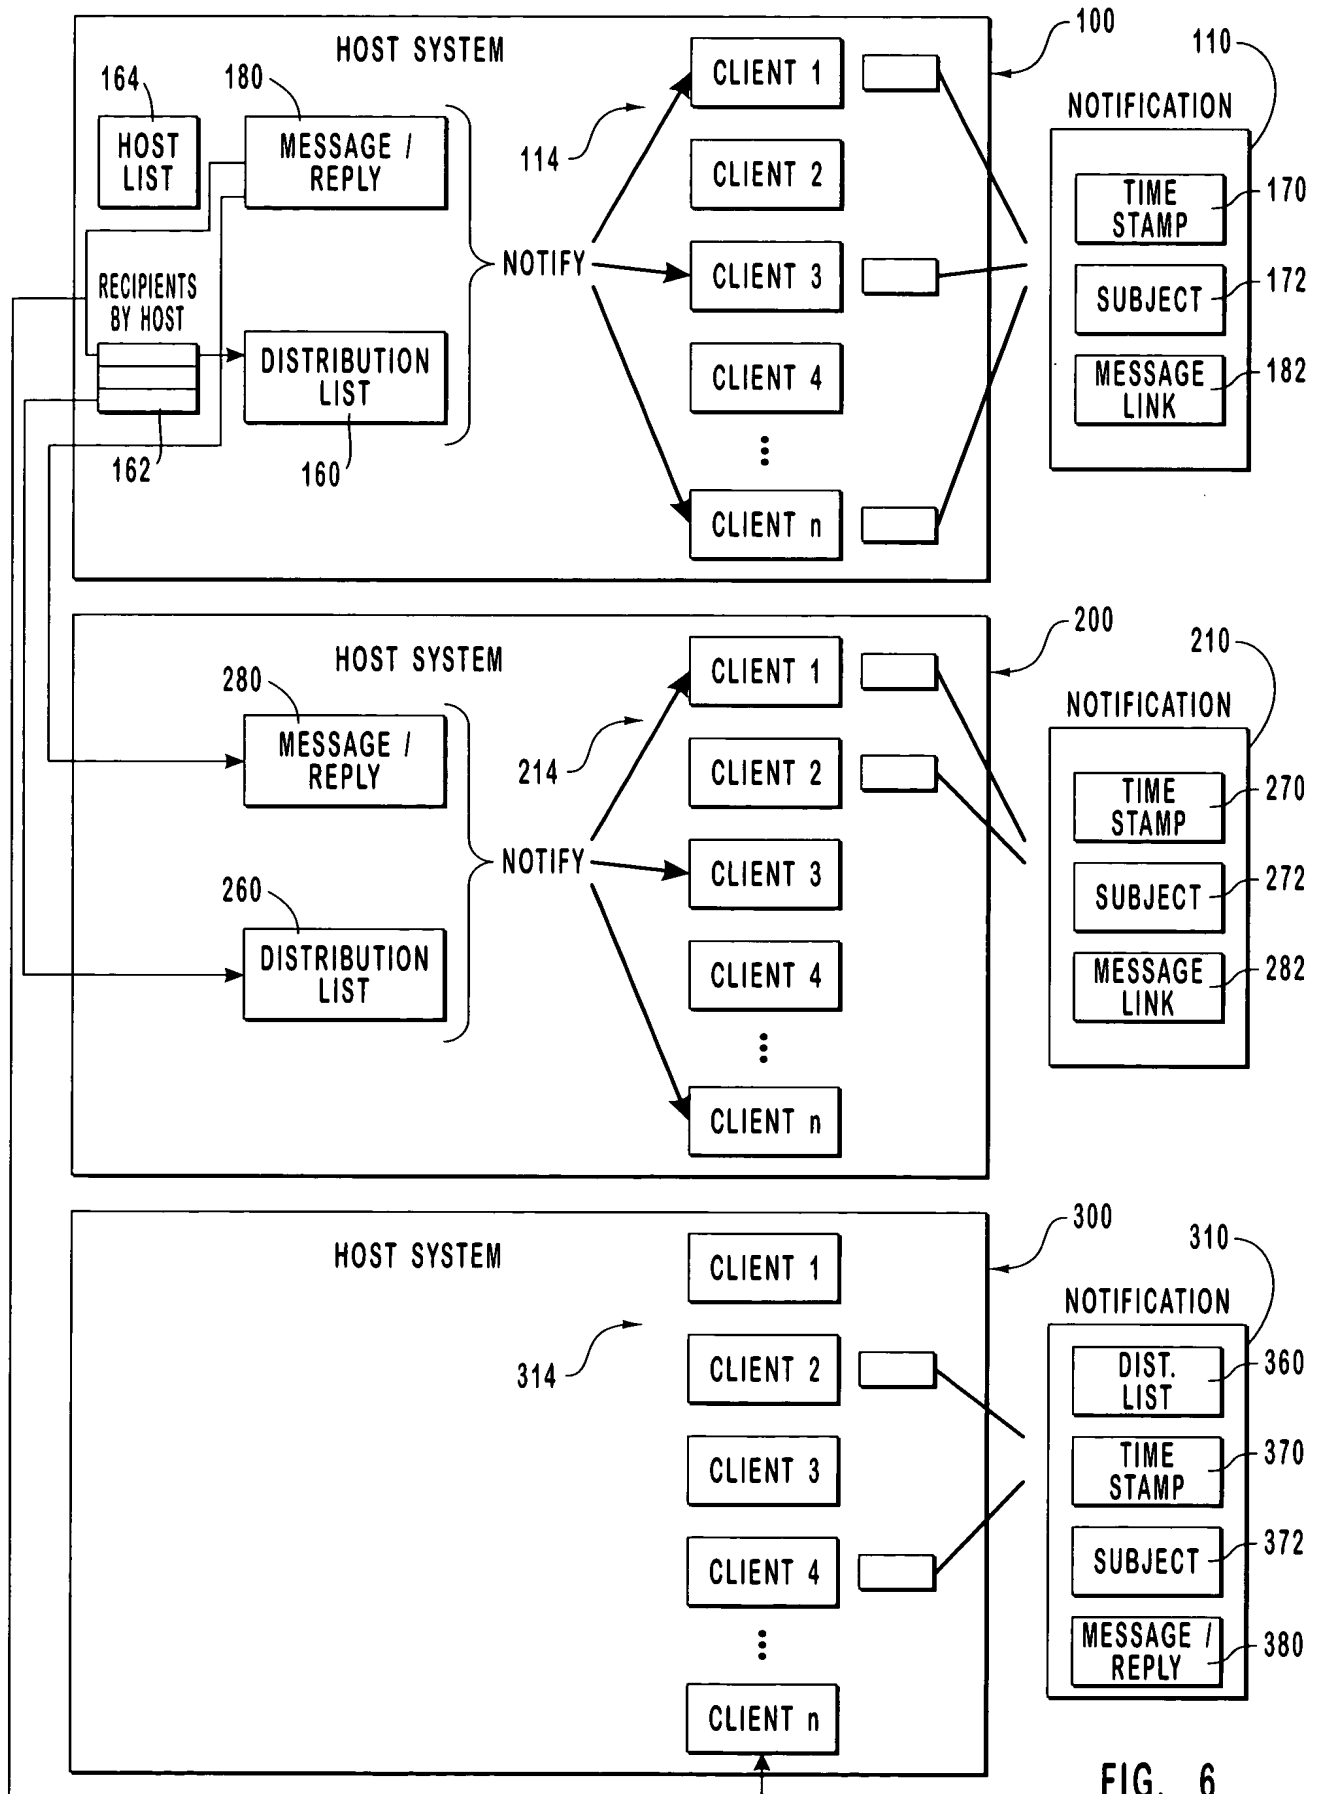 HOST SYSTEM
100
110
164
180
HOST
LIST
MESSAGE /
REPLY
114
CLIENT 1
CLIENT 2
CLIENT 3
CLIENT 4
CLIENT n
NOTIFY
RECIPIENTS
BY HOST
DISTRIBUTION
LIST
162
160
NOTIFICATION
TIME
STAMP
170
SUBJECT
172
MESSAGE
LINK
182
HOST SYSTEM
200
210
280
MESSAGE /
REPLY
214
260
DISTRIBUTION
LIST
NOTIFY
CLIENT 1
CLIENT 2
CLIENT 3
CLIENT 4
CLIENT n
NOTIFICATION
TIME
STAMP
270
SUBJECT
272
MESSAGE
LINK
282
HOST SYSTEM
300
310
314
CLIENT 1
CLIENT 2
CLIENT 3
CLIENT 4
CLIENT n
NOTIFICATION
DIST.
LIST
360
TIME
STAMP
370
SUBJECT
372
MESSAGE /
REPLY
380
FIG. 6